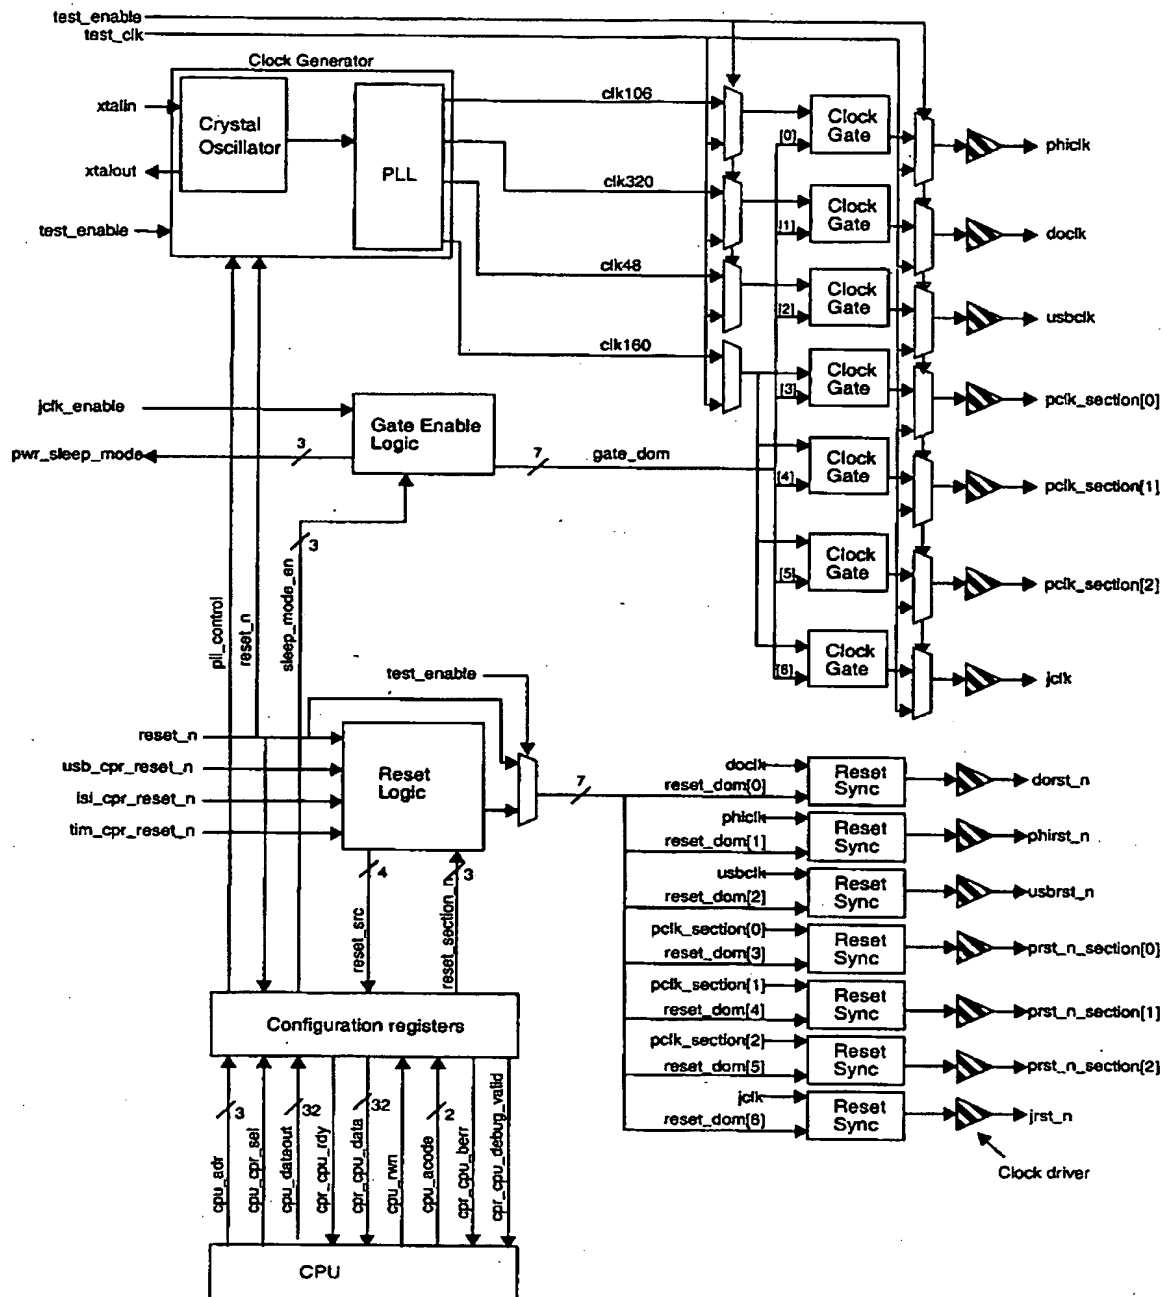 test_enable
test_clk
Clock Generator
xtalin
Crystal
Oscillator
xtalout
PLL
test_enable
clk106
clk320
clk48
clk160
[0]
Clock
Gate
phiclk
[1]
Clock
Gate
doclk
[2]
Clock
Gate
usbclk
[3]
Clock
Gate
pclk_section[0]
[4]
Clock
Gate
pclk_section[1]
[5]
Clock
Gate
pclk_section[2]
[6]
Clock
Gate
jclk
jclk_enable
pwr_sleep_mode
3
Gate Enable
Logic
7
gate_dom
3
pll_control
reset_n
sleep_mode_en
test_enable
reset_n
usb_cpr_reset_n
isi_cpr_reset_n
tim_cpr_reset_n
Reset
Logic
7
4
3
reset_src
reset_section_n
doclk
reset_dom[0]
Reset
Sync
dorst_n
phiclk
reset_dom[1]
Reset
Sync
phirst_n
usbclk
reset_dom[2]
Reset
Sync
usbrst_n
pclk_section[0]
reset_dom[3]
Reset
Sync
prst_n_section[0]
pclk_section[1]
reset_dom[4]
Reset
Sync
prst_n_section[1]
pclk_section[2]
reset_dom[5]
Reset
Sync
prst_n_section[2]
jclk
reset_dom[6]
Reset
Sync
jrst_n
Clock driver
Configuration registers
3
32
32
2
cpu_adr
cpu_cpr_sel
cpu_dataout
cpr_cpu_rdy
cpr_cpu_data
cpu_rwn
cpu_acode
cpr_cpu_berr
cpr_cpu_debug_valid
CPU